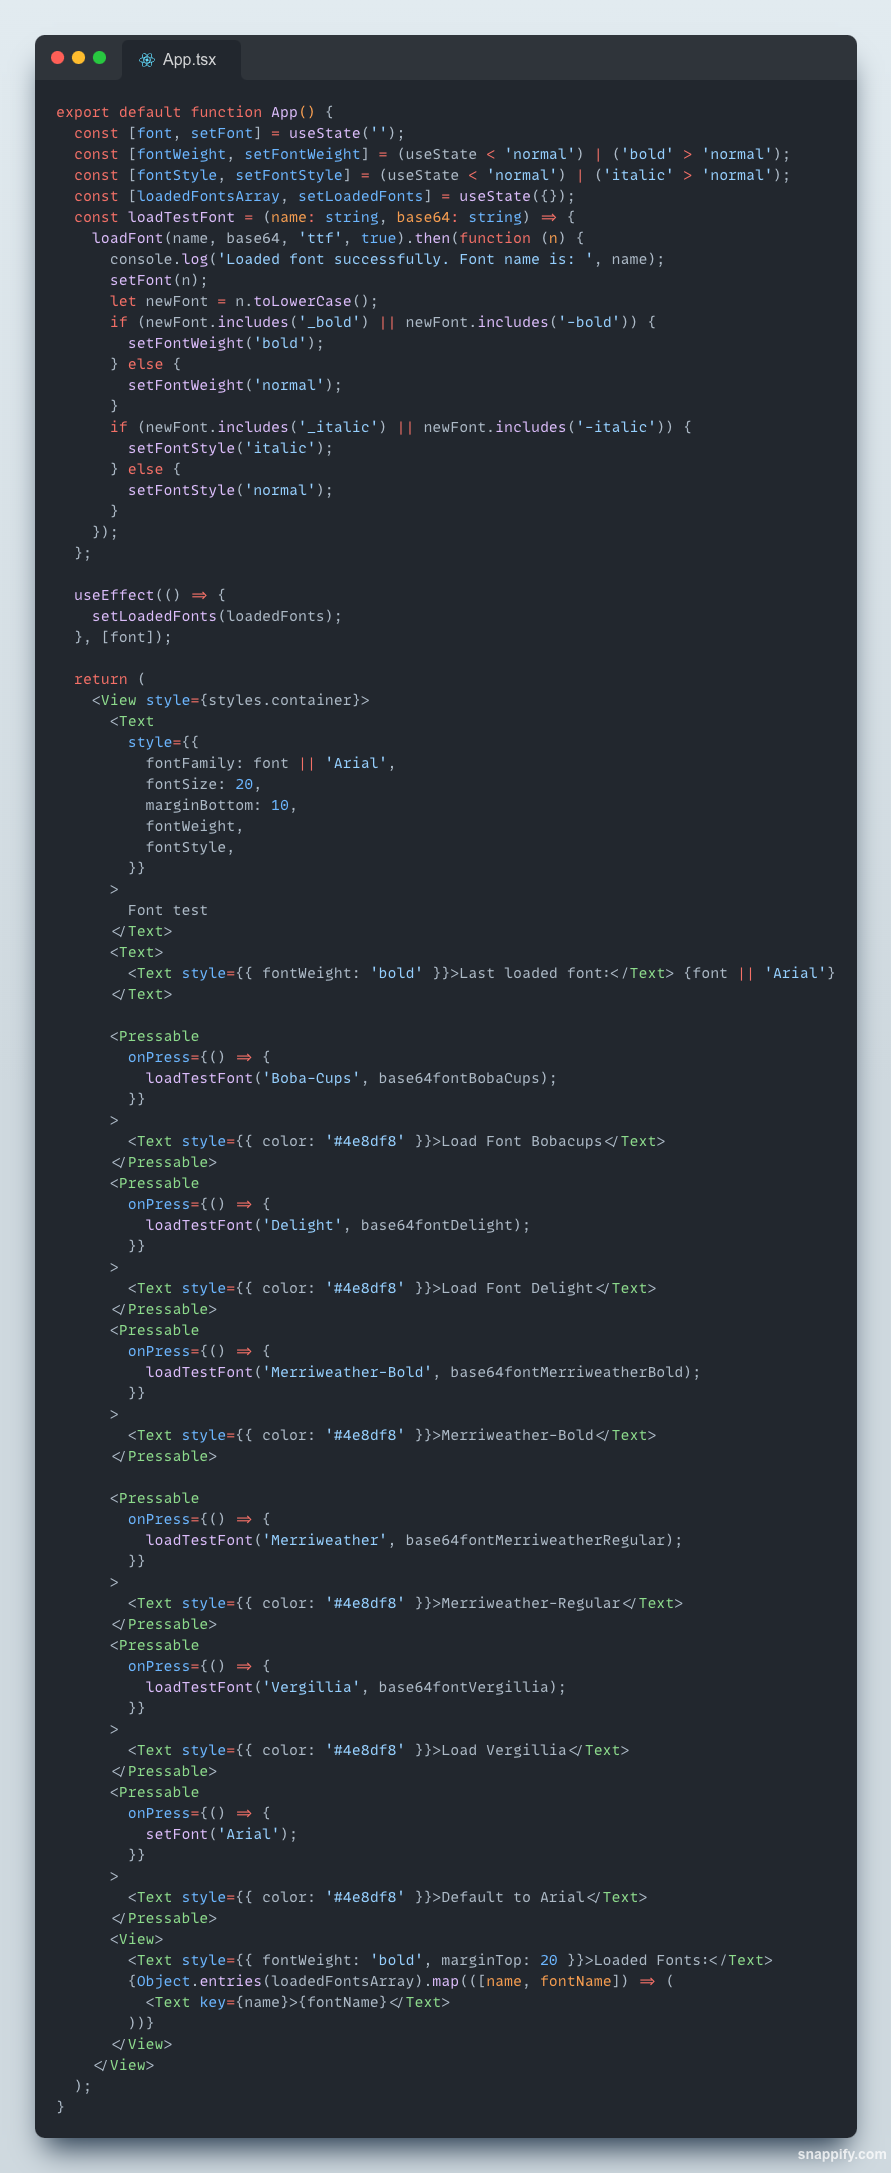 App.tsx
export default function App() {
  const [font, setFont] = useState('');
  const [fontWeight, setFontWeight] = (useState < 'normal') | ('bold' > 'normal');
  const [fontStyle, setFontStyle] = (useState < 'normal') | ('italic' > 'normal');
  const [loadedFontsArray, setLoadedFonts] = useState({});
  const loadTestFont = (name: string, base64: string) => {
    loadFont(name, base64, 'ttf', true).then(function (n) {
      console.log('Loaded font successfully. Font name is: ', name);
      setFont(n);
      let newFont = n.toLowerCase();
      if (newFont.includes('_bold') || newFont.includes('-bold')) {
        setFontWeight('bold');
      } else {
        setFontWeight('normal');
      }
      if (newFont.includes('_italic') || newFont.includes('-italic')) {
        setFontStyle('italic');
      } else {
        setFontStyle('normal');
      }
    });
  };

  useEffect(() => {
    setLoadedFonts(loadedFonts);
  }, [font]);

  return (
    <View style={styles.container}>
      <Text
        style={{
          fontFamily: font || 'Arial',
          fontSize: 20,
          marginBottom: 10,
          fontWeight,
          fontStyle,
        }}
      >
        Font test
      </Text>
      <Text>
        <Text style={{ fontWeight: 'bold' }}>Last loaded font:</Text> {font || 'Arial'}
      </Text>

      <Pressable
        onPress={() => {
          loadTestFont('Boba-Cups', base64fontBobaCups);
        }}
      >
        <Text style={{ color: '#4e8df8' }}>Load Font Bobacups</Text>
      </Pressable>
      <Pressable
        onPress={() => {
          loadTestFont('Delight', base64fontDelight);
        }}
      >
        <Text style={{ color: '#4e8df8' }}>Load Font Delight</Text>
      </Pressable>
      <Pressable
        onPress={() => {
          loadTestFont('Merriweather-Bold', base64fontMerriweatherBold);
        }}
      >
        <Text style={{ color: '#4e8df8' }}>Merriweather-Bold</Text>
      </Pressable>

      <Pressable
        onPress={() => {
          loadTestFont('Merriweather', base64fontMerriweatherRegular);
        }}
      >
        <Text style={{ color: '#4e8df8' }}>Merriweather-Regular</Text>
      </Pressable>
      <Pressable
        onPress={() => {
          loadTestFont('Vergillia', base64fontVergillia);
        }}
      >
        <Text style={{ color: '#4e8df8' }}>Load Vergillia</Text>
      </Pressable>
      <Pressable
        onPress={() => {
          setFont('Arial');
        }}
      >
        <Text style={{ color: '#4e8df8' }}>Default to Arial</Text>
      </Pressable>
      <View>
        <Text style={{ fontWeight: 'bold', marginTop: 20 }}>Loaded Fonts:</Text>
        {Object.entries(loadedFontsArray).map(([name, fontName]) => (
          <Text key={name}>{fontName}</Text>
        ))}
      </View>
    </View>
  );
}
snappify.com